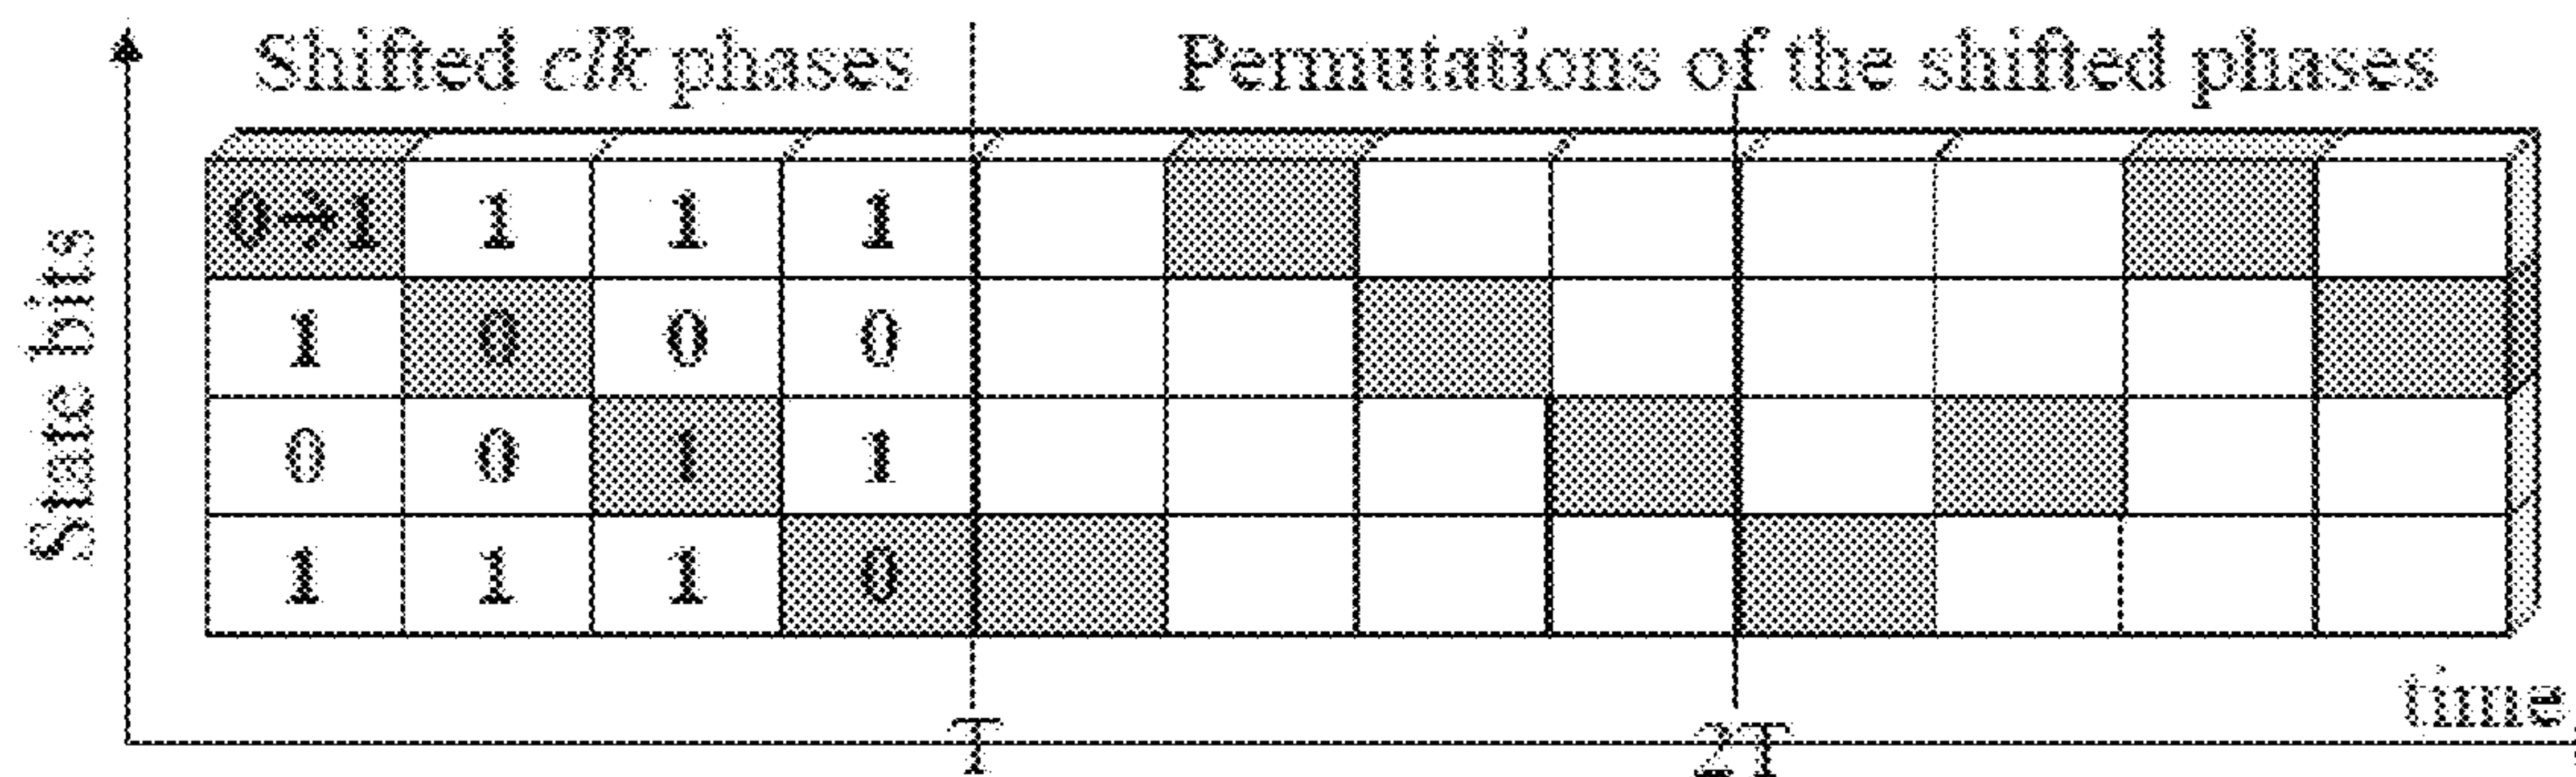 Shifted clk phases
Permutations of the shifted phases
State bits
0→1 1 1 1
1 0 0 0
0 0 1 1
1 1 1 0
time
T
2T